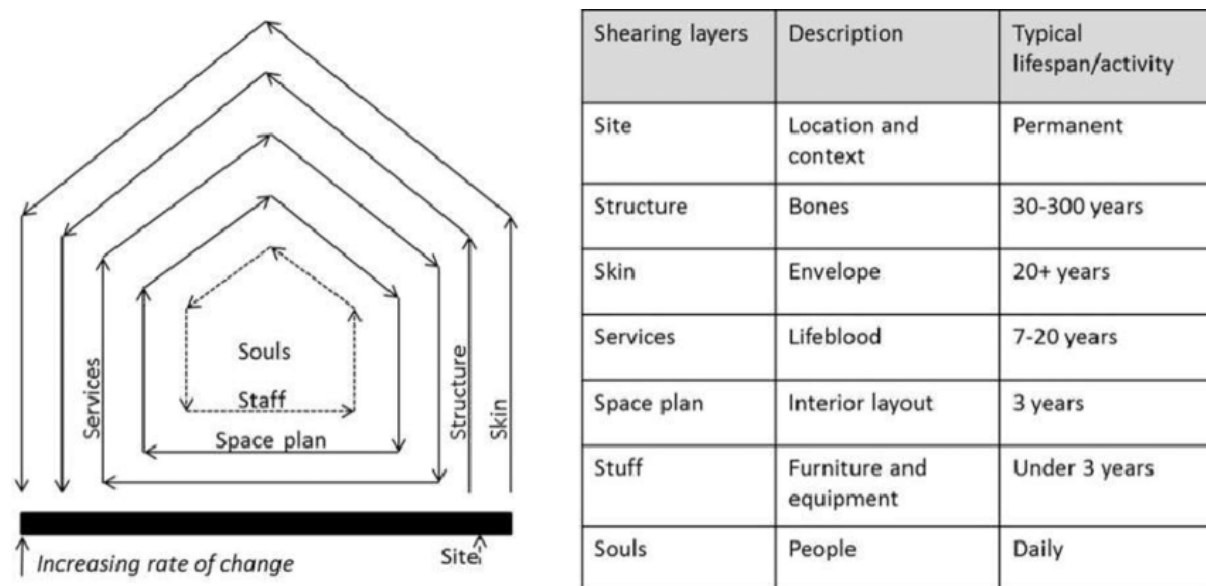 Souls
Staff
Space plan
Services
Structure
Skin
Site
Increasing rate of change
Shearing layers
Description
Typical
lifespan/activity
Site
Location and
context
Permanent
Structure
Bones
30-300 years
Skin
Envelope
20+ years
Services
Lifeblood
7-20 years
Space plan
Interior layout
3 years
Stuff
Furniture and
equipment
Under 3 years
Souls
People
Daily